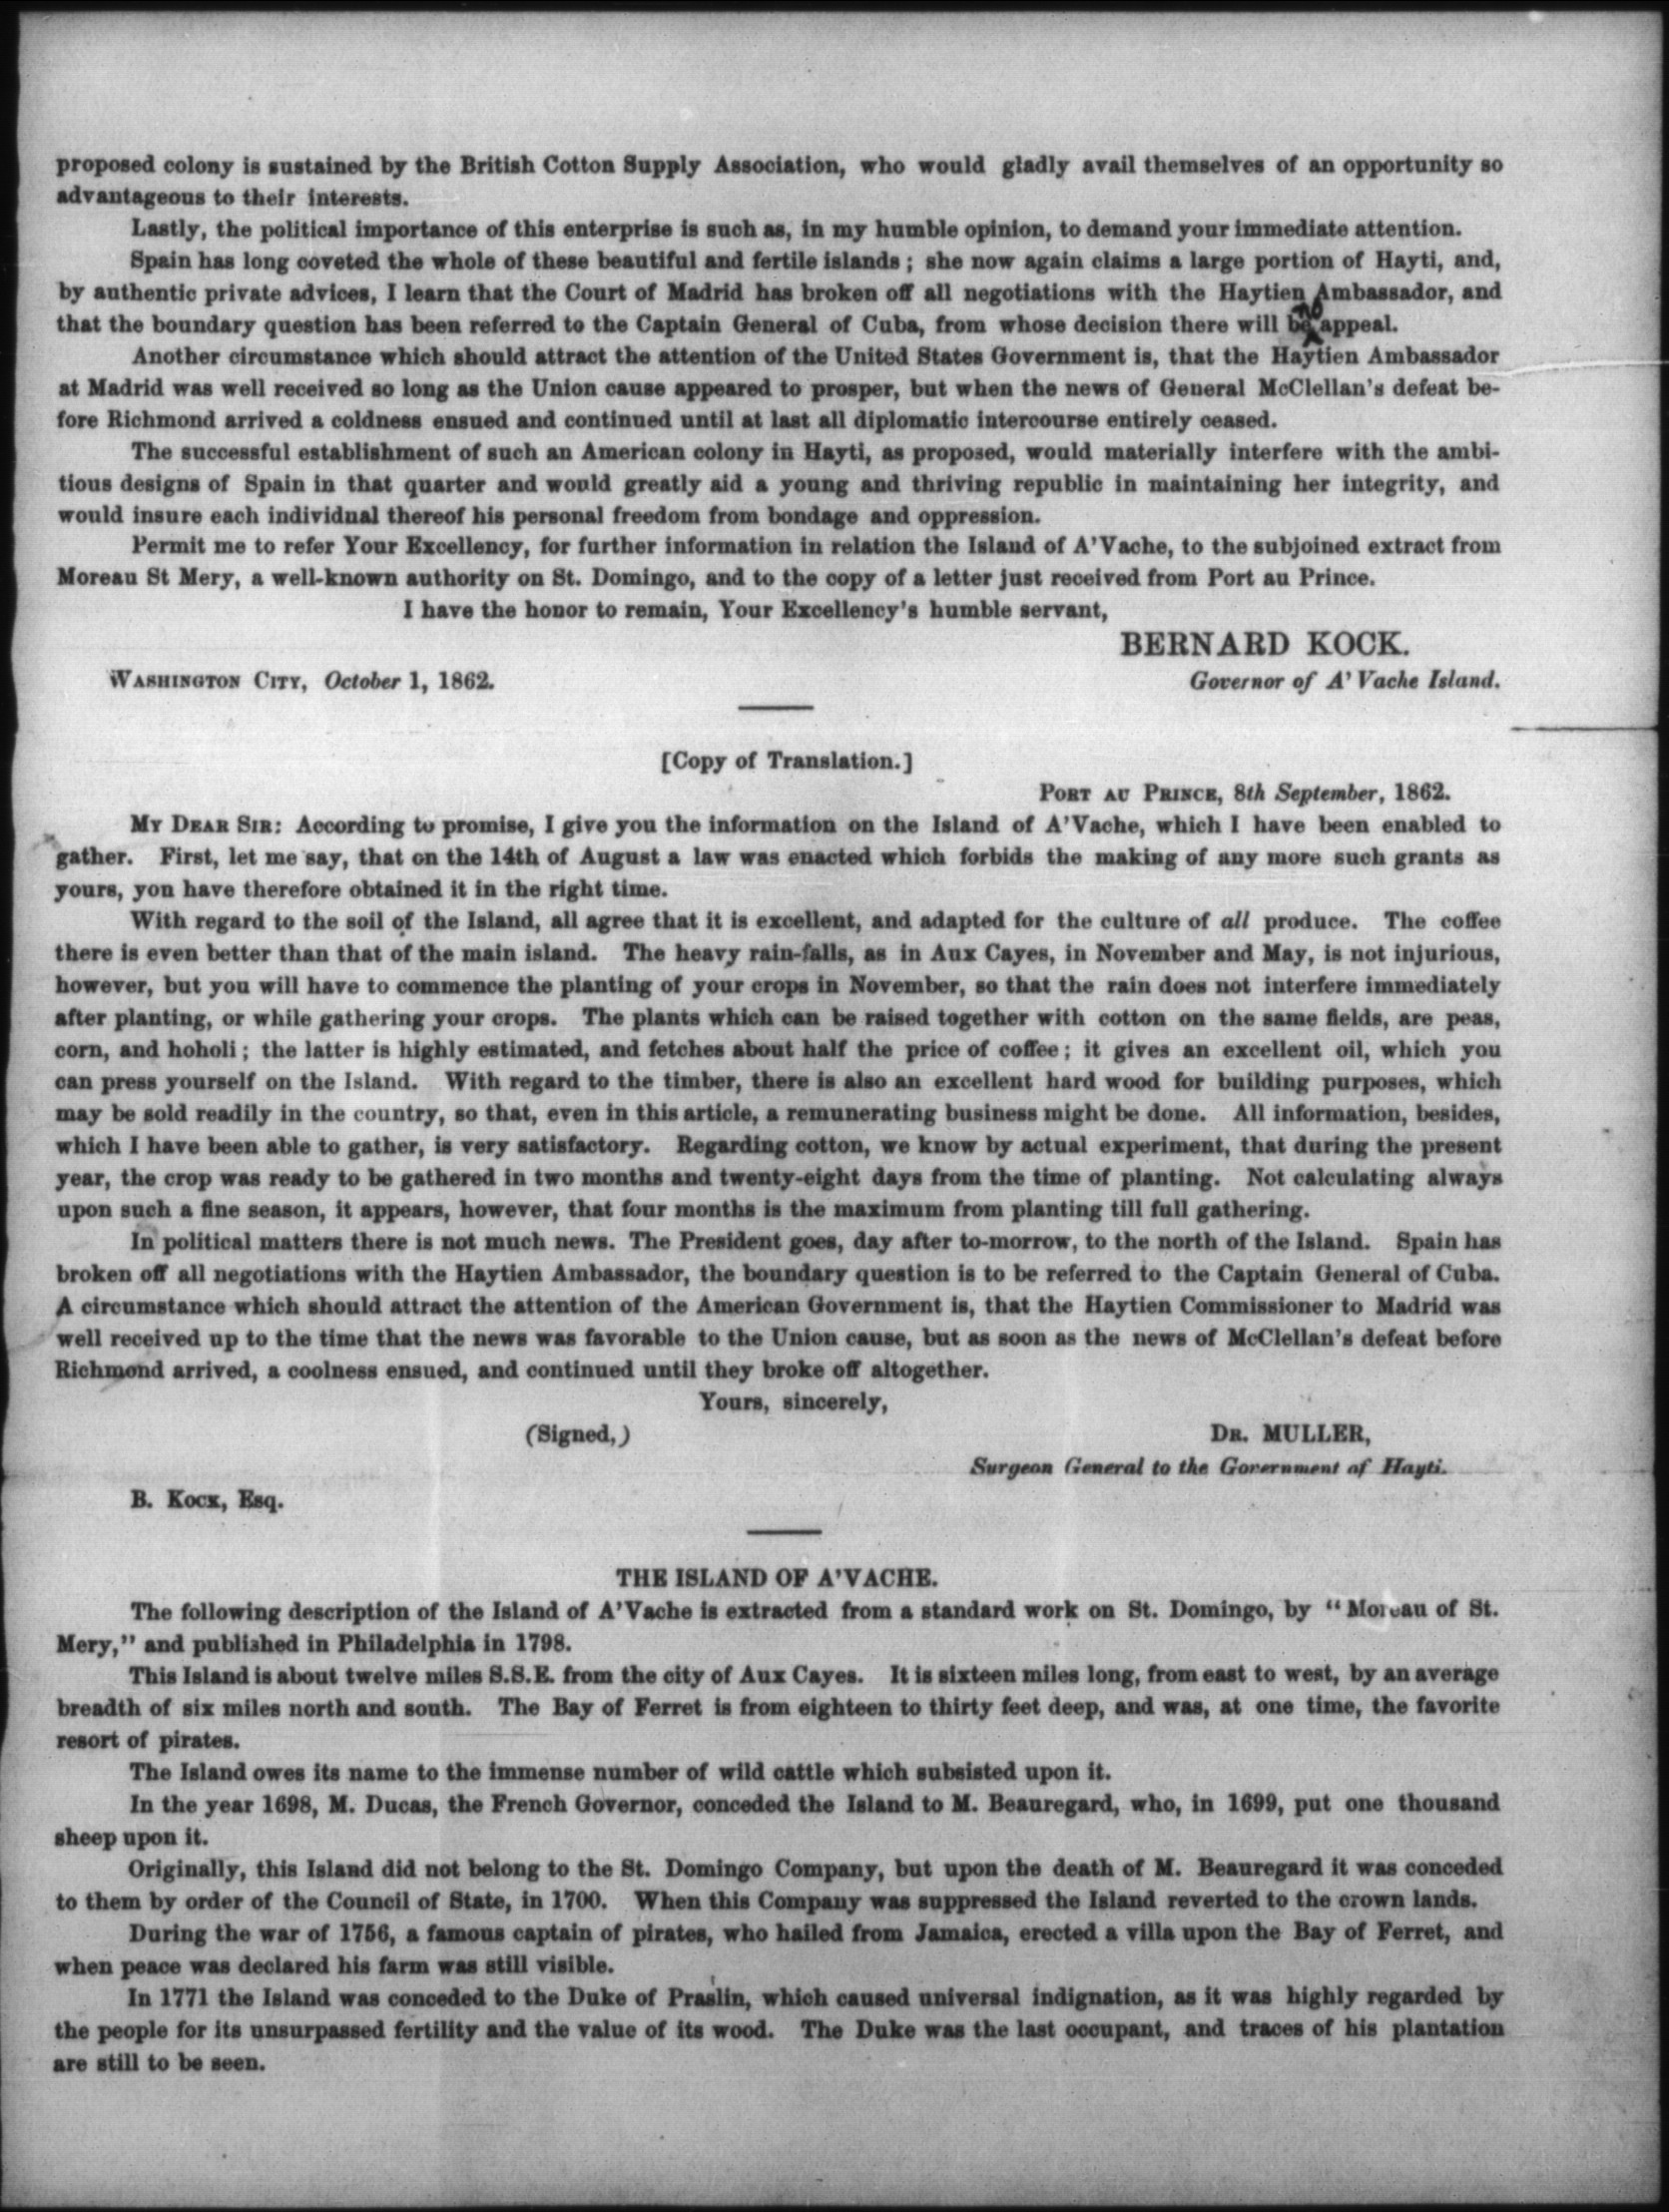 proposed colony is sustained by the British Cotton Supply Association, who would gladly avail themselves of an opportunity so
advantageous to their interests.
Lastly, the political importance of this enterprise is such as, in my humble opinion, to demand your immediate attention.
Spain has long coveted the whole of these beautiful and fertile islands; she now again claims a large portion of Hayti, and,
by authentic private advices, I learn that the Court of Madrid has broken off all negotiations with the Haytien Ambassador, and
that the boundary question has been referred to the Captain General of Cuba, from whose decision there will be no appeal.
Another circumstance which should attract the attention of the United States Government is, that the Haytien Ambassador
at Madrid was well received so long as the Union cause appeared to prosper, but when the news of General McClellan's defeat be-
fore Richmond arrived a coldness ensued and continued until at last all diplomatic intercourse entirely ceased.
The successful establishment of such an American colony in Hayti, as proposed, would materially interfere with the ambi-
tious designs of Spain in that quarter and would greatly aid a young and thriving republic in maintaining her integrity, and
would insure each individual thereof his personal freedom from bondage and oppression.
Permit me to refer Your Excellency, for further information in relation the Island of A'Vache, to the subjoined extract from
Moreau St Mery, a well-known authority on St. Domingo, and to the copy of a letter just received from Port au Prince.
I have the honor to remain, Your Excellency's humble servant,
BERNARD KOCK.
Washington City, October 1, 1862. Governor of A'Vache Island.
[Copy of Translation.]
Port au Prince, 8th September, 1862.
My Dear Sir: According to promise, I give you the information on the Island of A'Vache, which I have been enabled to
gather. First, let me say, that on the 14th of August a law was enacted which forbids the making of any more such grants as
yours, yon have therefore obtained it in the right time.
With regard to the soil of the Island, all agree that it is excellent, and adapted for the culture of all produce. The coffee
there is even better than that of the main island. The heavy rain-falls, as in Aux Cayes, in November and May, is not injurious,
however, but you will have to commence the planting of your crops in November, so that the rain does not interfere immediately
after planting, or while gathering your crops. The plants which can be raised together with cotton on the same fields, are peas,
corn, and hoholi; the latter is highly estimated, and fetches about half the price of coffee; it gives an excellent oil, which you
can press yourself on the Island. With regard to the timber, there is also an excellent hard wood for building purposes, which
may be sold readily in the country, so that, even in this article, a remunerating business might be done. All information, besides,
which I have been able to gather, is very satisfactory. Regarding cotton, we know by actual experiment, that during the present
year, the crop was ready to be gathered in two months and twenty-eight days from the time of planting. Not calculating always
upon such a fine season, it appears, however, that four months is the maximum from planting till full gathering.
In political matters there is not much news. The President goes, day after to-morrow, to the north of the Island. Spain has
broken off all negotiations with the Haytien Ambassador, the boundary question is to be referred to the Captain General of Cuba.
A circumstance which should attract the attention of the American Government is, that the Haytien Commissioner to Madrid was
well received up to the time that the news was favorable to the Union cause, but as soon as the news of McClellan's defeat before
Richmond arrived, a coolness ensued, and continued until they broke off altogether.
Yours, sincerely,
(Signed,) Dr. MULLER,
Surgeon General to the Government of Hayti.
B. Kock, Esq.
THE ISLAND OF A'VACHE.
The following description of the Island of A'Vache is extracted from a standard work on St. Domingo, by "Moreau of St.
Mery," and published in Philadelphia in 1798.
This Island is about twelve miles S.S.E. from the city of Aux Cayes. It is sixteen miles long, from east to west, by an average
breadth of six miles north and south. The Bay of Ferret is from eighteen to thirty feet deep, and was, at one time, the favorite
resort of pirates.
The Island owes its name to the immense number of wild cattle which subsisted upon it.
In the year 1698, M. Ducas, the French Governor, conceded the Island to M. Beauregard, who, in 1699, put one thousand
sheep upon it.
Originally, this Island did not belong to the St. Domingo Company, but upon the death of M. Beauregard it was conceded
to them by order of the Council of State, in 1700. When this Company was suppressed the Island reverted to the crown lands.
During the war of 1756, a famous captain of pirates, who hailed from Jamaica, erected a villa upon the Bay of Ferret, and
when peace was declared his farm was still visible.
In 1771 the Island was conceded to the Duke of Praslin, which caused universal indignation, as it was highly regarded by
the people for its unsurpassed fertility and the value of its wood. The Duke was the last occupant, and traces of his plantation
are still to be seen.